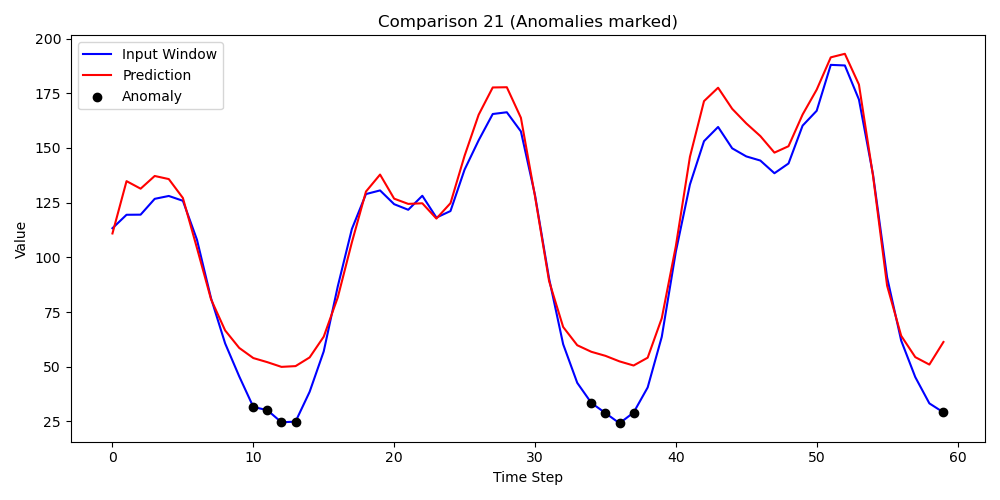 Comparison 21 (Anomalies marked)
Input Window
Prediction
Anomaly
Value
200
175
150
125
100
75
50
25
0 10 20 30 40 50 60
Time Step